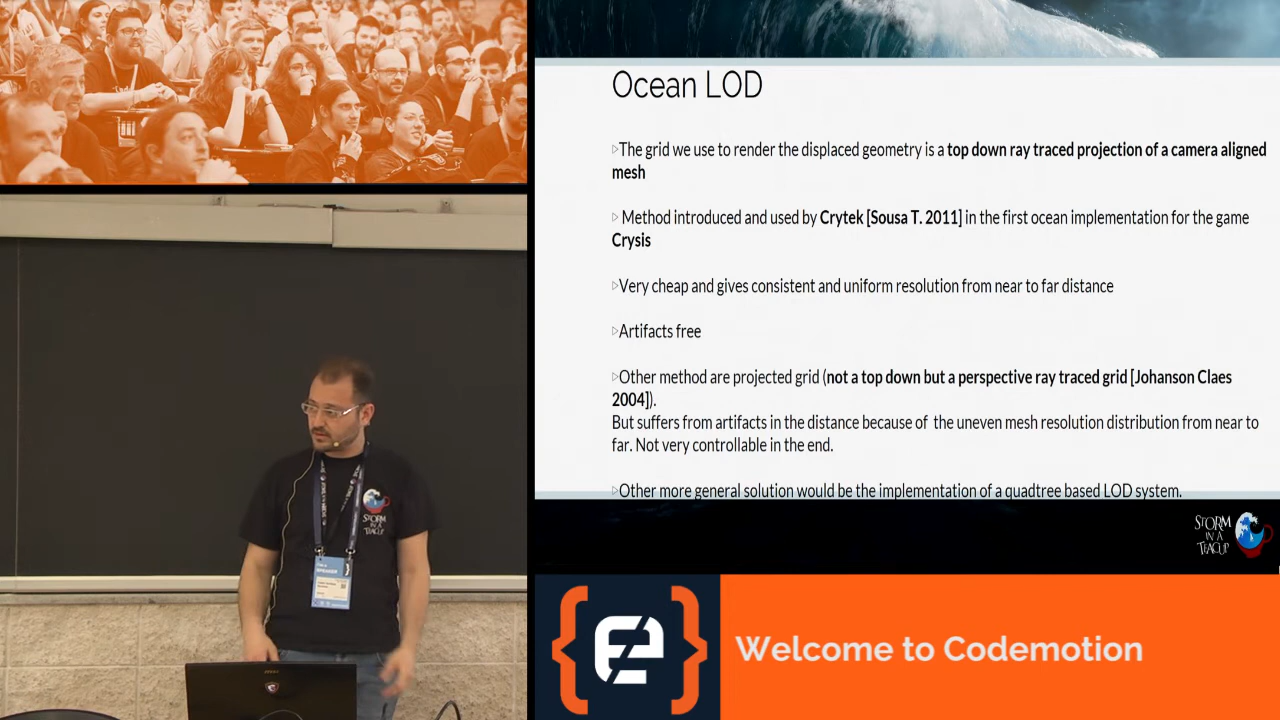 Ocean LOD
▷The grid we use to render the displaced geometry is a top down ray traced projection of a camera aligned
mesh
▷ Method introduced and used by Crytek [Sousa T. 2011] in the first ocean implementation for the game
Crysis
▷Very cheap and gives consistent and uniform resolution from near to far distance
▷Artifacts free
▷Other method are projected grid (not a top down but a perspective ray traced grid [Johanson Claes
2004]).
But suffers from artifacts in the distance because of the uneven mesh resolution distribution from near to
far. Not very controllable in the end.
▷Other more general solution would be the implementation of a quadtree based LOD system.
STORM
IN A
TEACUP
STORM
IN A
TEACUP
SPEAKER
Welcome to Codemotion